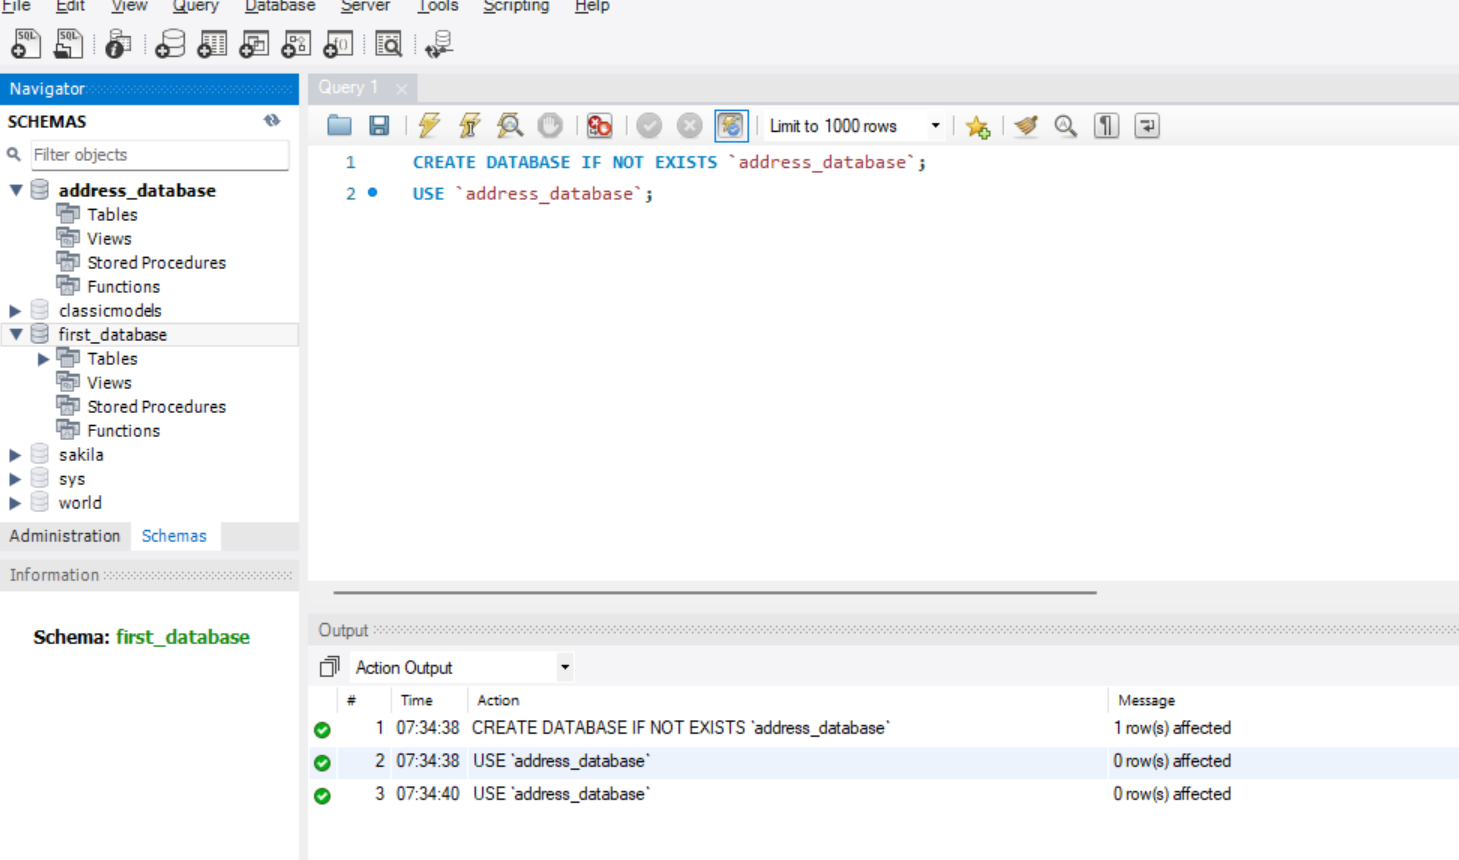 File Edit View Query Database Server Tools Scripting Help
SQL SQL
Navigator
Query 1
SCHEMAS
Limit to 1000 rows
Filter objects
1 CREATE DATABASE IF NOT EXISTS `address_database`;
2 USE `address_database`;
address_database
Tables
Views
Stored Procedures
Functions
classicmodels
first_database
Tables
Views
Stored Procedures
Functions
sakila
sys
world
Administration Schemas
Information
Schema: first_database
Output
Action Output
# Time Action Message
1 07:34:38 CREATE DATABASE IF NOT EXISTS `address_database` 1 row(s) affected
2 07:34:38 USE `address_database` 0 row(s) affected
3 07:34:40 USE `address_database` 0 row(s) affected